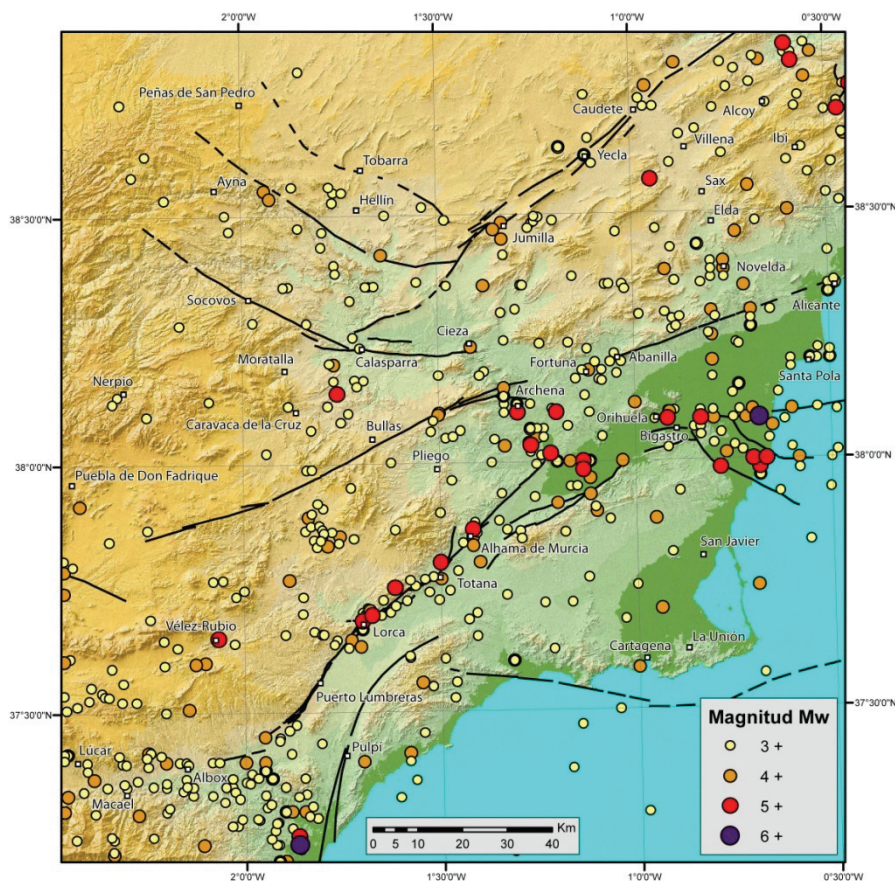 2°0'0"W 1°30'0"W 1°0'0"W 0°30'0"W
Peñas de San Pedro
Caudete
Alcoy
Tobarra
Yecla
Villena
Ibi
Ayna
Hellín
Sax
38°30'0"N
38°30'0"N
Jumilla
Elda
Novelda
Socovos
Alicante
Cieza
Calasparra
Moratalla
Fortuna
Abanilla
Nerpio
Archena
Santa Pola
Caravaca de la Cruz
Orihuela
Bullas
Bigastro
38°0'0"N
38°0'0"N
Pliego
Puebla de Don Fadrique
Alhama de Murcia
San Javier
Totana
Vélez-Rubio
Lorca
La Unión
Cartagena
Puerto Lumbreras
37°30'0"N
37°30'0"N
Pulpí
Lúcar
Albox
Macael
Magnitud Mw
3 +
4 +
5 +
6 +
Km
0 5 10 20 30 40
2°0'0"W 1°30'0"W 1°0'0"W 0°30'0"W